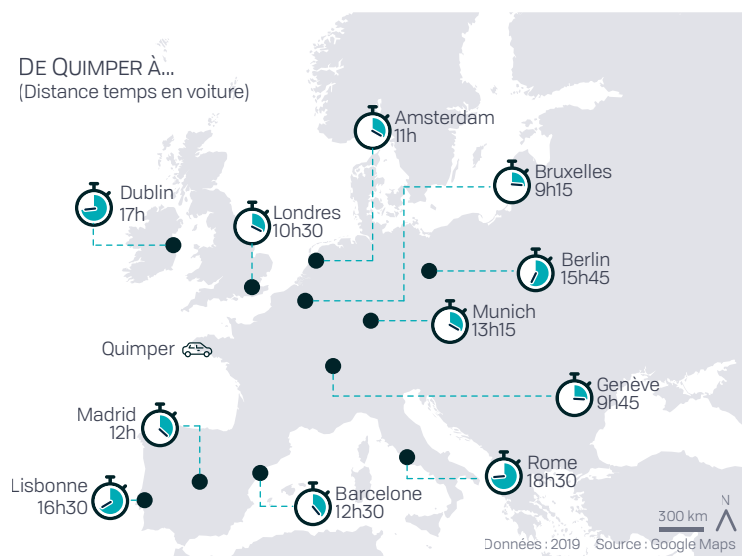 DE QUIMPER À...
(Distance temps en voiture)
Amsterdam
11h
Bruxelles
9h15
Dublin
17h
Londres
10h30
Berlin
15h45
Munich
13h15
Quimper
Genève
9h45
Madrid
12h
Rome
18h30
Lisbonne
16h30
Barcelone
12h30
N
300 km
Données : 2019 Source : Google Maps